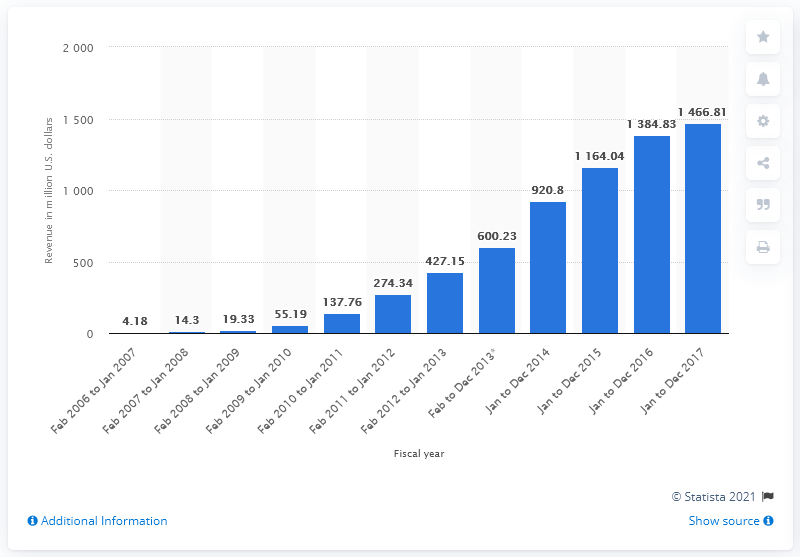 2 000
1 500
1 000
500
0
Revenue in million U.S. dollars
4.18
14.3
19.33
55.19
137.76
274.34
427.15
600.23
920.8
1 164.04
1 384.83
1 466.81
Feb 2006 to Jan 2007
Feb 2007 to Jan 2008
Feb 2008 to Jan 2009
Feb 2009 to Jan 2010
Feb 2010 to Jan 2011
Feb 2011 to Jan 2012
Feb 2012 to Jan 2013
Feb to Dec 2013*
Jan to Dec 2014
Jan to Dec 2015
Jan to Dec 2016
Jan to Dec 2017
Fiscal year
© Statista 2021
Additional Information
Show source